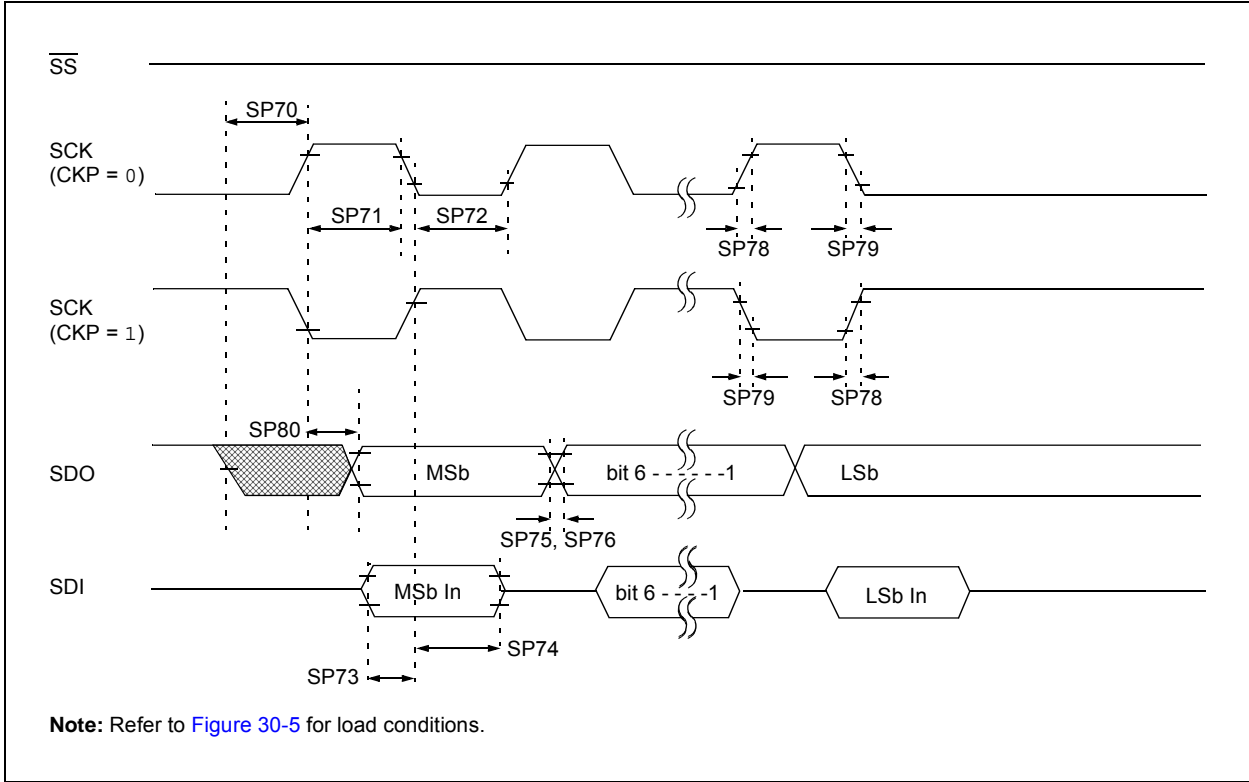 SS
SP70
SCK
(CKP = 0)
SP71
SP72
SP78
SP79
SCK
(CKP = 1)
SP79
SP78
SP80
SDO
MSb
bit 6 - - - - - -1
LSb
SP75, SP76
SDI
MSb In
bit 6 - - - -1
LSb In
SP74
SP73
Note: Refer to Figure 30-5 for load conditions.